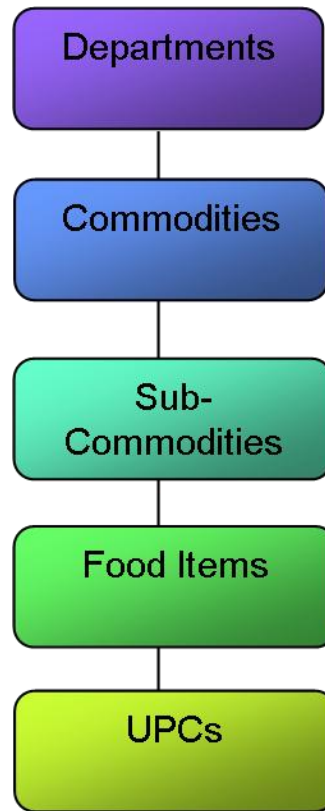 Departments
Commodities
Sub-
Commodities
Food Items
UPCs